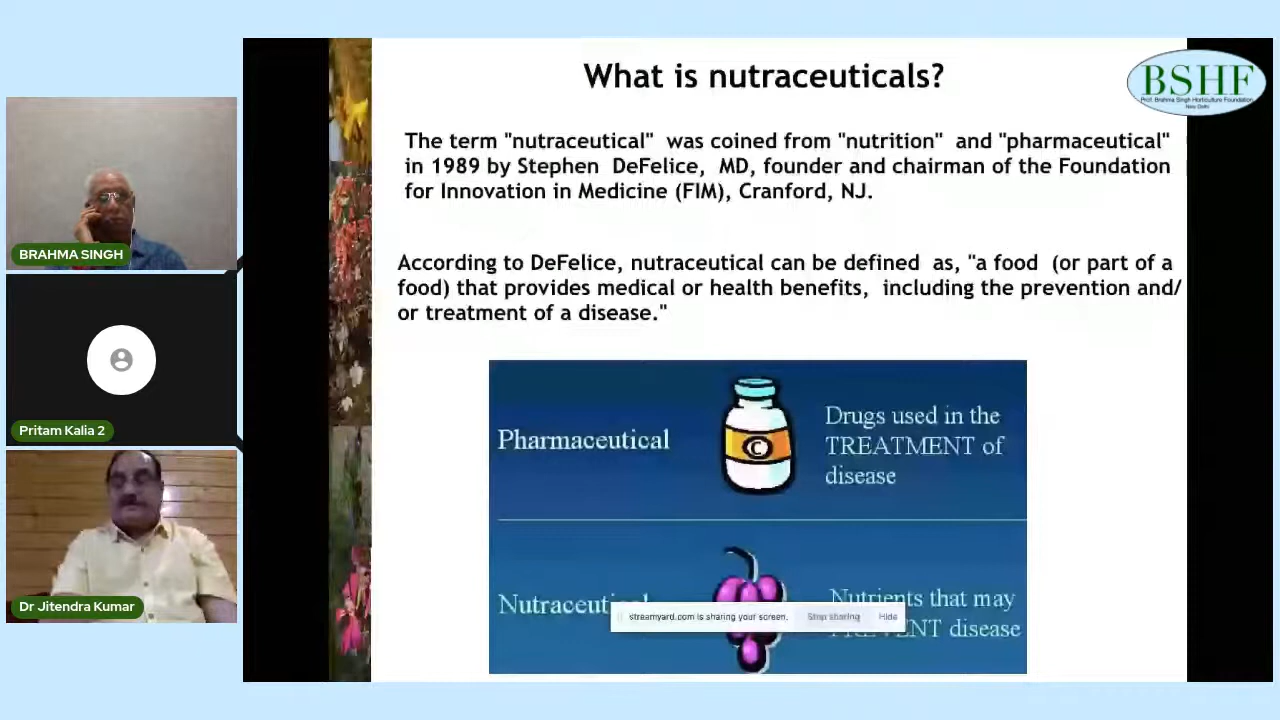 What is nutraceuticals?
BSHF
Prof. Brahma Singh Horticulture Foundation
New Delhi
The term "nutraceutical" was coined from "nutrition" and "pharmaceutical"
in 1989 by Stephen DeFelice, MD, founder and chairman of the Foundation
for Innovation in Medicine (FIM), Cranford, NJ.
According to DeFelice, nutraceutical can be defined as, "a food (or part of a
food) that provides medical or health benefits, including the prevention and/
or treatment of a disease."
Pharmaceutical
C
Drugs used in the
TREATMENT of
disease
Nutrients that may
disease
streamyard.com is sharing your screen.
Stop sharing
Hide
BRAHMA SINGH
Pritam Kalia 2
Dr Jitendra Kumar